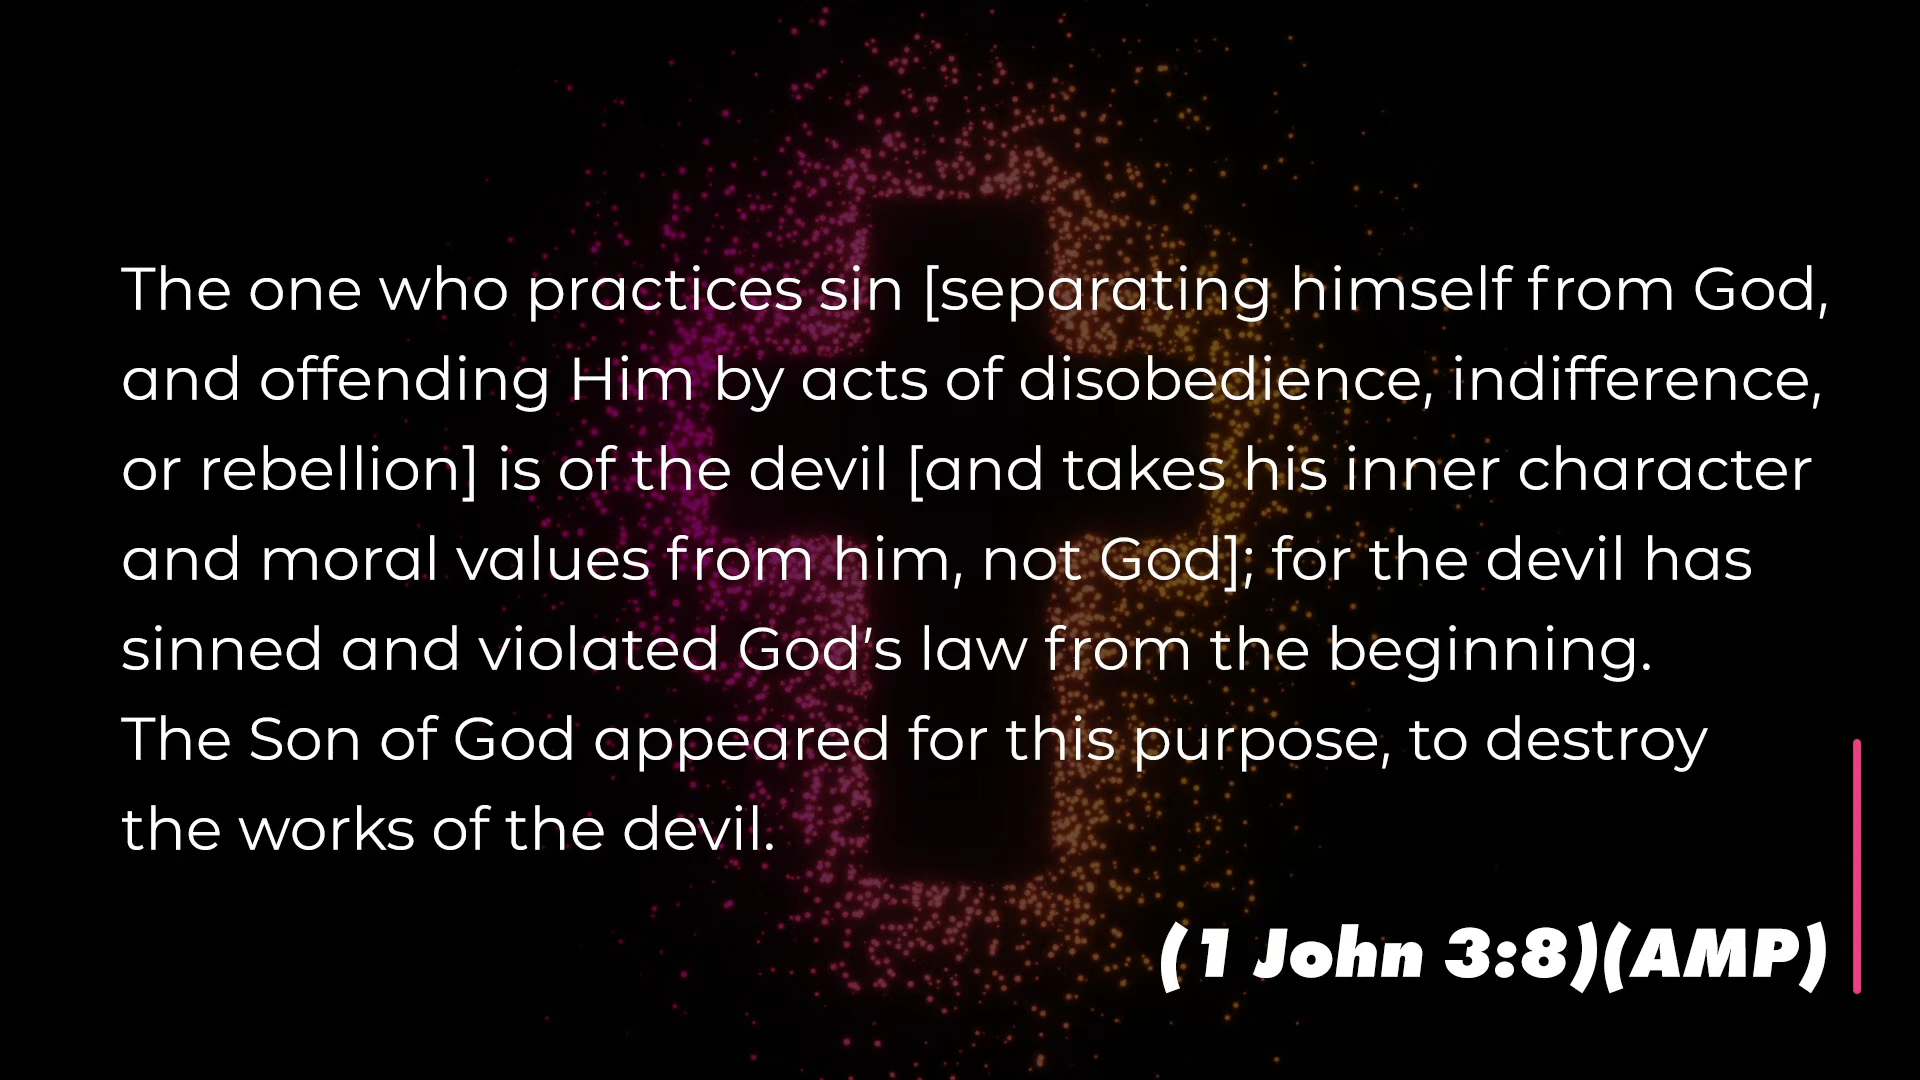 The one who practices sin [separating himself from God,
and offending Him by acts of disobedience, indifference,
or rebellion] is of the devil [and takes his inner character
and moral values from him, not God]; for the devil has
sinned and violated God’s law from the beginning.
The Son of God appeared for this purpose, to destroy
the works of the devil.
(1 John 3:8)(AMP)